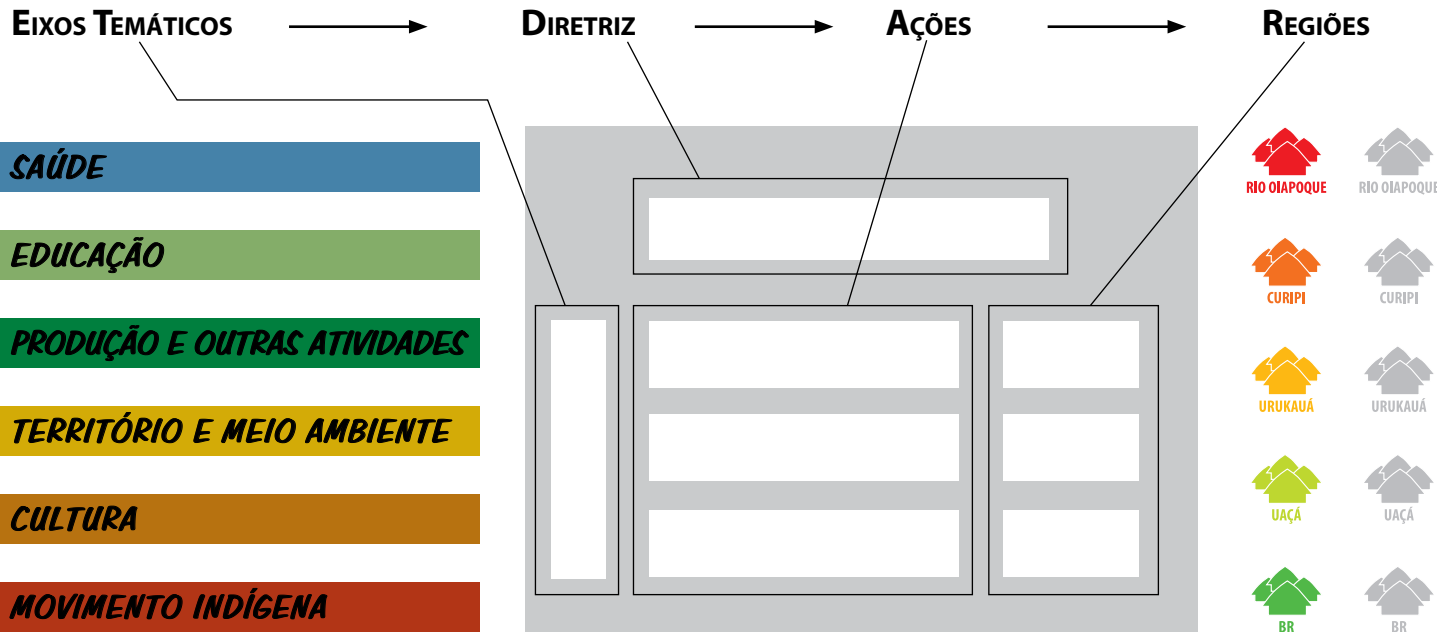 EIXOS TEMÁTICOS DIRETRIZ AÇÕES REGIÕES
SAÚDE
EDUCAÇÃO
PRODUÇÃO E OUTRAS ATIVIDADES
TERRITÓRIO E MEIO AMBIENTE
CULTURA
MOVIMENTO INDÍGENA
RIO OIAPOQUE RIO OIAPOQUE
CURIPI CURIPI
URUKAUÁ URUKAUÁ
UAÇÁ UAÇÁ
BR BR